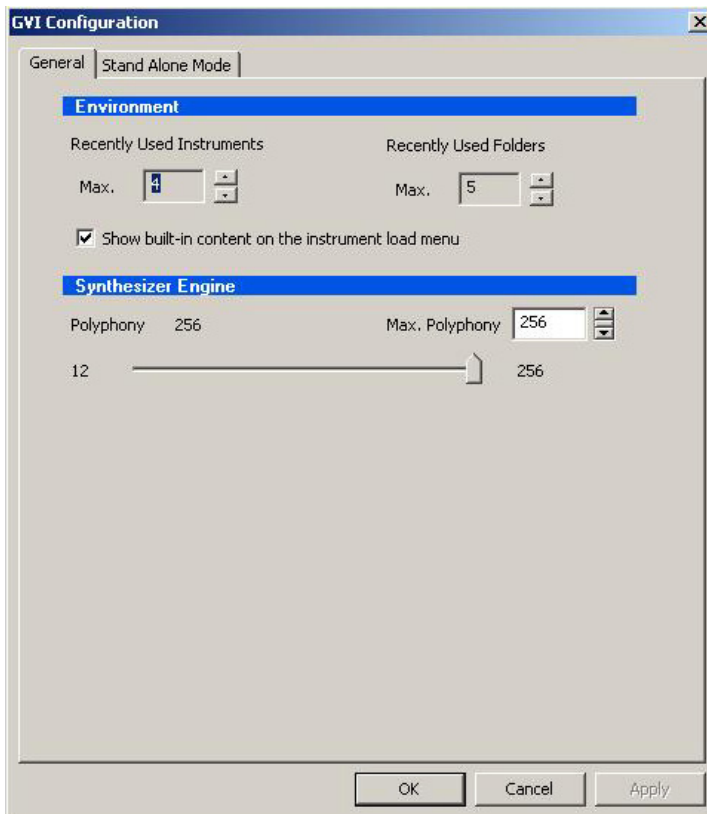 GVI Configuration
General
Stand Alone Mode
Environment
Recently Used Instruments
Recently Used Folders
Max. 4
Max. 5
Show built-in content on the instrument load menu
Synthesizer Engine
Polyphony 256
Max. Polyphony 256
12
256
OK
Cancel
Apply